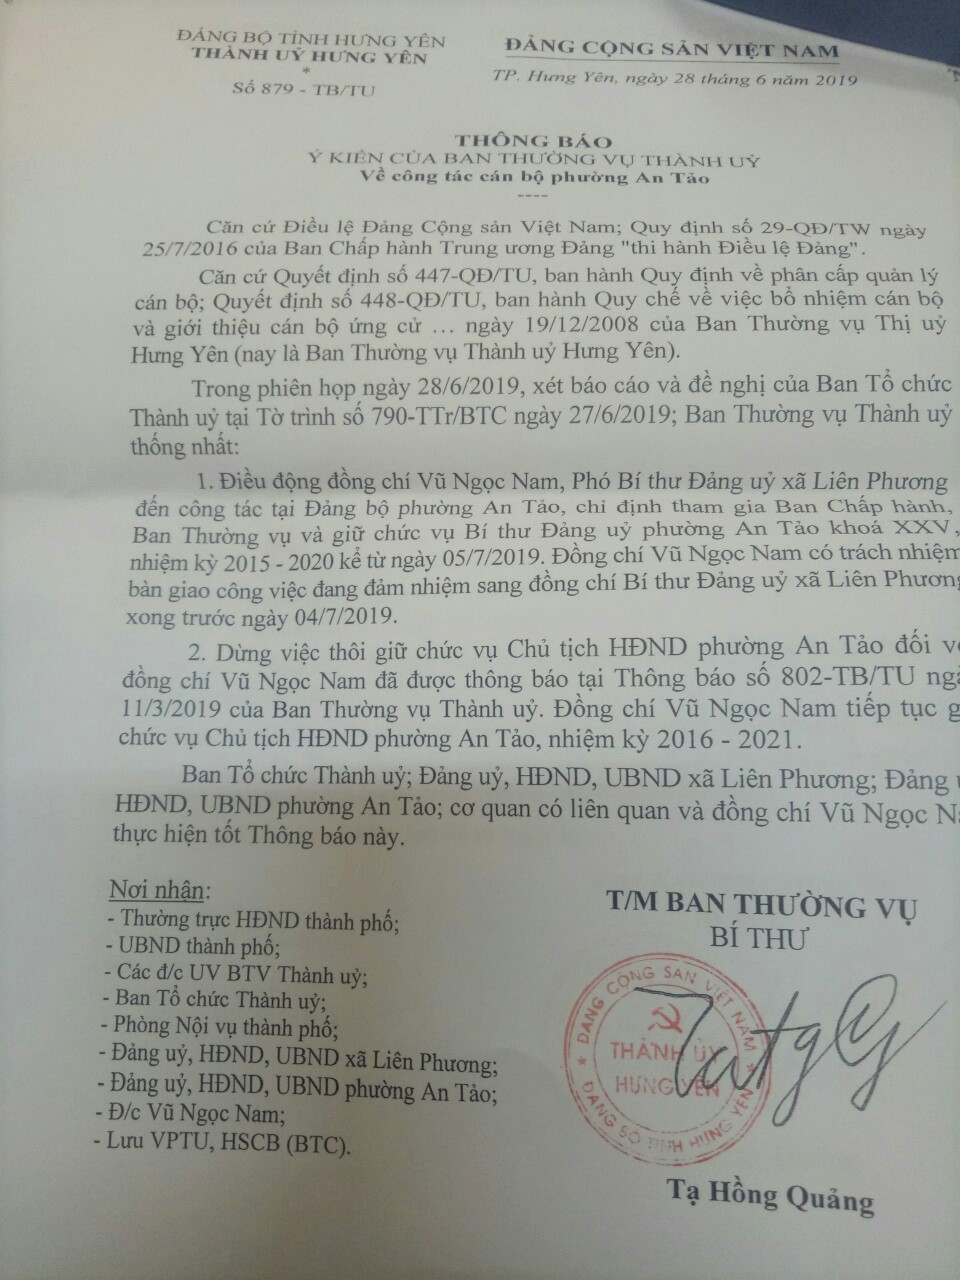 ĐẢNG BỘ TỈNH HƯNG YÊN
THÀNH UỶ HƯNG YÊN
*
Số 879 - TB/TU
ĐẢNG CỘNG SẢN VIỆT NAM
TP. Hưng Yên, ngày 28 tháng 6 năm 2019
THÔNG BÁO
Ý KIẾN CỦA BAN THƯỜNG VỤ THÀNH UỶ
Về công tác cán bộ phường An Tảo
----
Căn cứ Điều lệ Đảng Cộng sản Việt Nam; Quy định số 29-QĐ/TW ngày
25/7/2016 của Ban Chấp hành Trung ương Đảng "thi hành Điều lệ Đảng".
Căn cứ Quyết định số 447-QĐ/TU, ban hành Quy định về phân cấp quản lý
cán bộ; Quyết định số 448-QĐ/TU, ban hành Quy chế về việc bổ nhiệm cán bộ
và giới thiệu cán bộ ứng cử ... ngày 19/12/2008 của Ban Thường vụ Thị uỷ
Hưng Yên (nay là Ban Thường vụ Thành uỷ Hưng Yên).
Trong phiên họp ngày 28/6/2019, xét báo cáo và đề nghị của Ban Tổ chức
Thành uỷ tại Tờ trình số 790-TTr/BTC ngày 27/6/2019; Ban Thường vụ Thành uỷ
thống nhất:
1. Điều động đồng chí Vũ Ngọc Nam, Phó Bí thư Đảng uỷ xã Liên Phương
đến công tác tại Đảng bộ phường An Tảo, chỉ định tham gia Ban Chấp hành,
Ban Thường vụ và giữ chức vụ Bí thư Đảng uỷ phường An Tảo khoá XXV,
nhiệm kỳ 2015 - 2020 kể từ ngày 05/7/2019. Đồng chí Vũ Ngọc Nam có trách nhiệm
bàn giao công việc đang đảm nhiệm sang đồng chí Bí thư Đảng uỷ xã Liên Phương
xong trước ngày 04/7/2019.
2. Dừng việc thôi giữ chức vụ Chủ tịch HĐND phường An Tảo đối
đồng chí Vũ Ngọc Nam đã được thông báo tại Thông báo số 802-TB/TU
11/3/2019 của Ban Thường vụ Thành uỷ. Đồng chí Vũ Ngọc Nam tiếp tục
chức vụ Chủ tịch HĐND phường An Tảo, nhiệm kỳ 2016 - 2021.
Ban Tổ chức Thành uỷ; Đảng uỷ, HĐND, UBND xã Liên Phương; Đảng
HĐND, UBND phường An Tảo; cơ quan có liên quan và đồng chí Vũ Ngọc
thực hiện tốt Thông báo này.
Nơi nhận:
- Thường trực HĐND thành phố;
- UBND thành phố;
- Các đ/c UV BTV Thành uỷ;
- Ban Tổ chức Thành uỷ;
- Phòng Nội vụ thành phố;
- Đảng uỷ, HĐND, UBND xã Liên Phương;
- Đảng uỷ, HĐND, UBND phường An Tảo;
- Đ/c Vũ Ngọc Nam;
- Lưu VPTU, HSCB (BTC).
T/M BAN THƯỜNG VỤ
BÍ THƯ
ĐẢNG CỘNG SẢN VIỆT NAM
THÀNH ỦY
HƯNG YÊN
ĐẢNG BỘ TỈNH HƯNG YÊN
Tạ Hồng Quảng